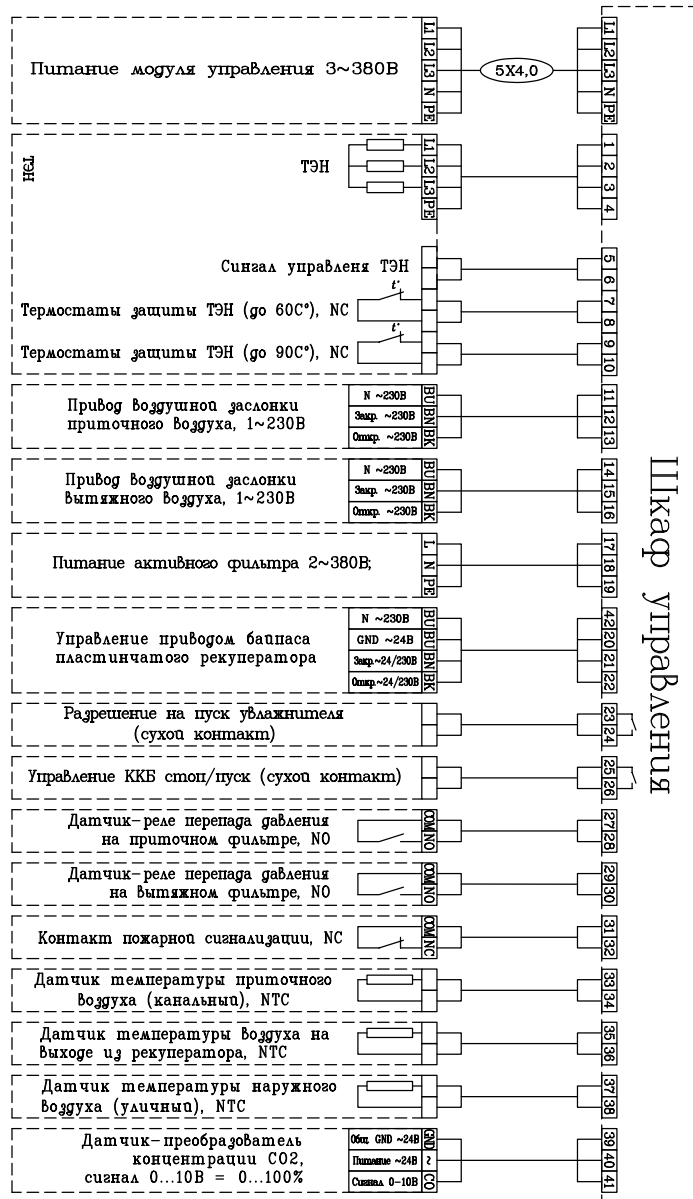 Питание модуля управления 3~380В
L1
L2
L3
N
PE
5X4,0
L1
L2
L3
N
PE
ТЭН
ТЭН
L1
L2
L3
PE
1
2
3
4
Сингал управленя ТЭН
5
6
Термостаты защиты ТЭН (до 60С°), NC
t°
7
8
Термостаты защиты ТЭН (до 90С°), NC
t°
9
10
Привод воздушной заслонки
приточного воздуха, 1~230В
N ~230В
Закр. ~230В
Откр. ~230В
BU
BN
BK
11
12
13
Привод воздушной заслонки
вытяжного воздуха, 1~230В
N ~230В
Закр. ~230В
Откр. ~230В
BU
BN
BK
14
15
16
Питание активного фильтра 2~380В;
L
N
PE
17
18
19
Управление приводом байпаса
пластинчатого рекуператора
N ~230В
GND ~24В
Закр.~24/230В
Откр.~24/230В
BU
BU
BN
BK
42
20
21
22
Разрешение на пуск увлажнителя
(сухой контакт)
23
24
Управление ККБ стоп/пуск (сухой контакт)
25
26
Датчик-реле перепада давления
на приточном фильтре, NO
COM
NO
27
28
Датчик-реле перепада давления
на вытяжном фильтре, NO
COM
NO
29
30
Контакт пожарной сигнализации, NC
COM
NC
31
32
Датчик температуры приточного
воздуха (канальный), NTC
33
34
Датчик температуры воздуха на
выходе из рекуператора, NTC
35
36
Датчик температуры наружного
воздуха (уличный), NTC
37
38
Датчик-преобразователь
концентрации СО2,
сигнал 0...10В = 0...100%
Общ. GND ~24В
Питание ~24В
Сигнал 0-10В
GND
~
CO
39
40
41
Шкаф управления